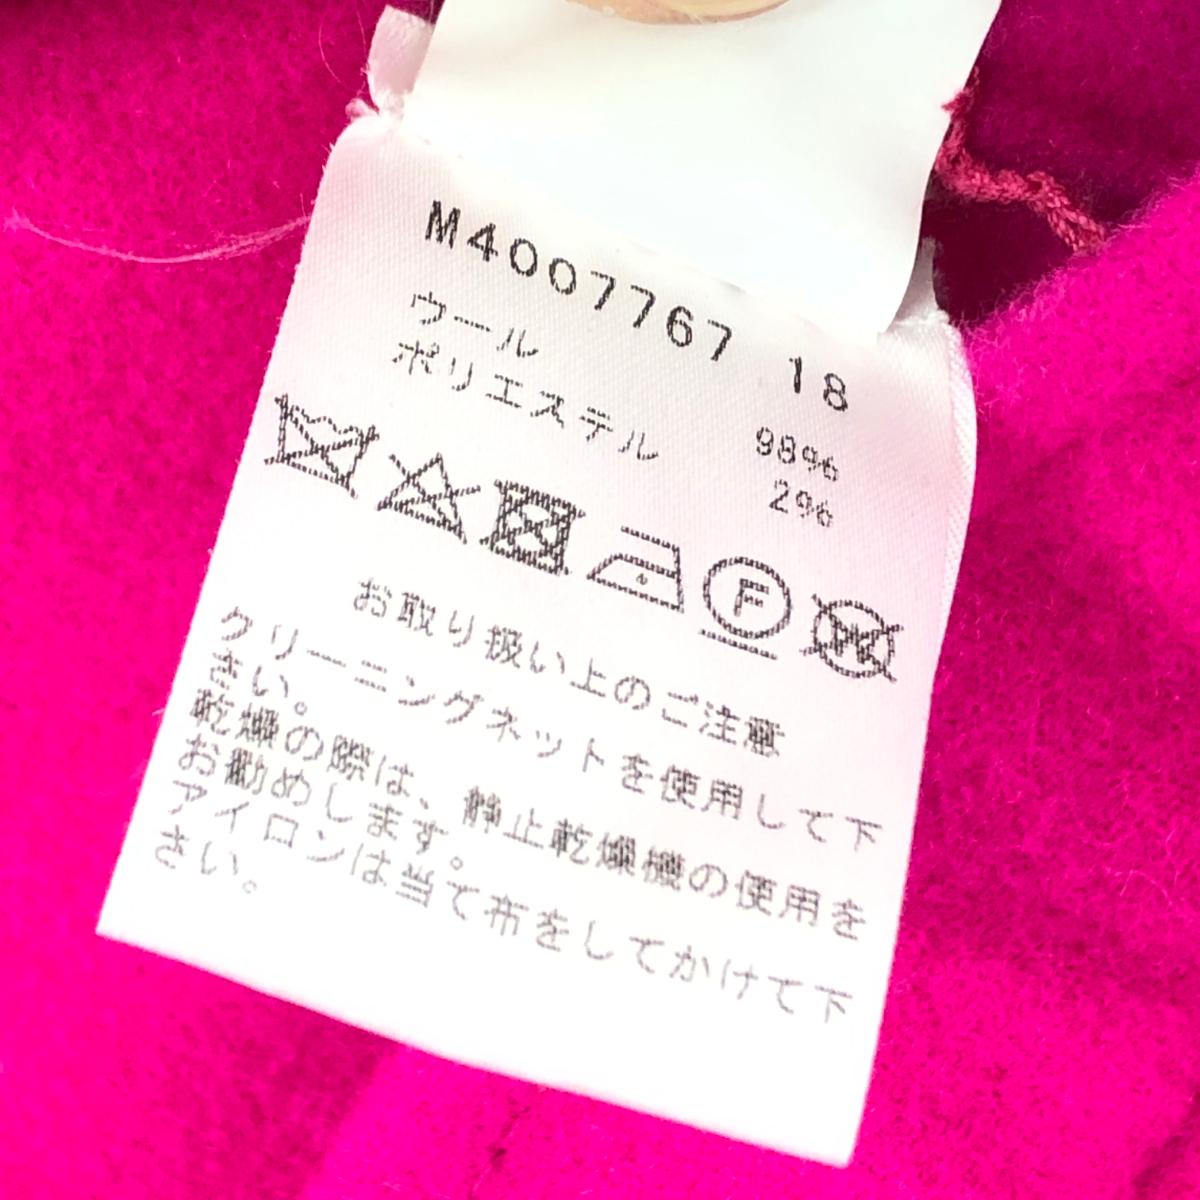 M4007767 18
ウール 98%
ポリエステル 2%
F
W
お取り扱い上のご注意
クリーニングネットを使用して下
さい。
乾燥の際は、静止乾燥機の使用を
お勧めします。
アイロンは当て布をしてかけて下
さい。